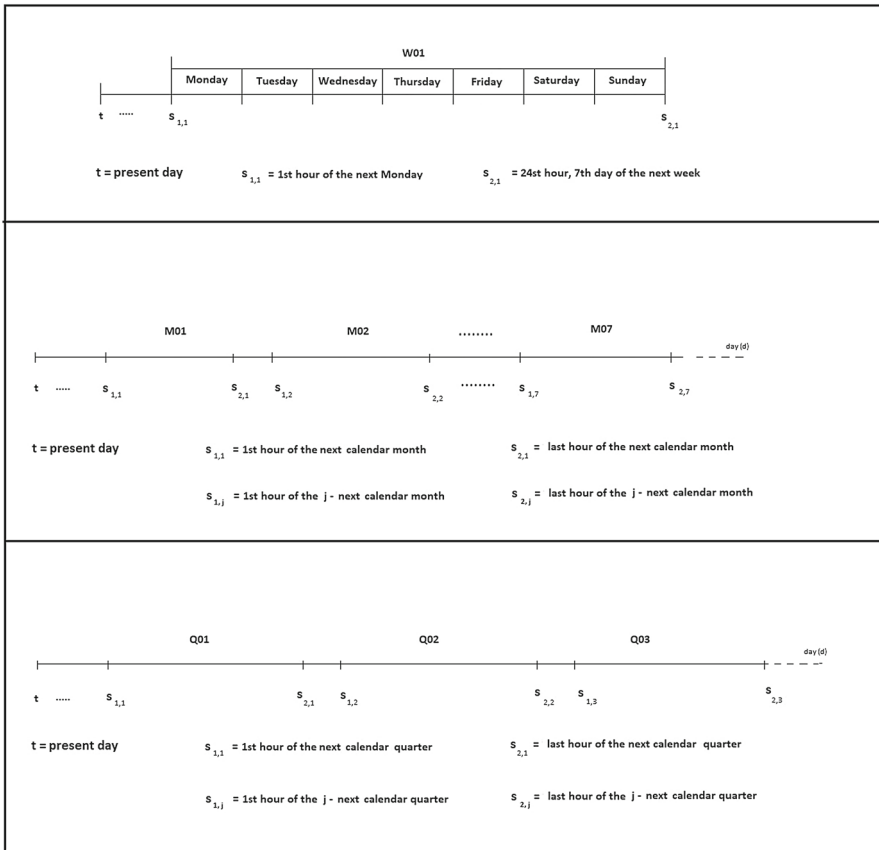 W01
Monday Tuesday Wednesday Thursday Friday Saturday Sunday
t ..... S 1,1 S 2,1
t = present day S 1,1 = 1st hour of the next Monday S 2,1 = 24st hour, 7th day of the next week
M01 M02 ........ M07
day (d)
t ..... S 1,1 S 2,1 S 1,2 S 2,2 ......... S 1,7 S 2,7
t = present day S 1,1 = 1st hour of the next calendar month S 2,1 = last hour of the next calendar month
S 1,j = 1st hour of the j - next calendar month S 2,j = last hour of the j - next calendar month
Q01 Q02 Q03
day (d)
t ..... S 1,1 S 2,1 S 1,2 S 2,2 S 1,3 S 2,3
t = present day S 1,1 = 1st hour of the next calendar quarter S 2,1 = last hour of the next calendar quarter
S 1,j = 1st hour of the j - next calendar quarter S 2,j = last hour of the j - next calendar quarter